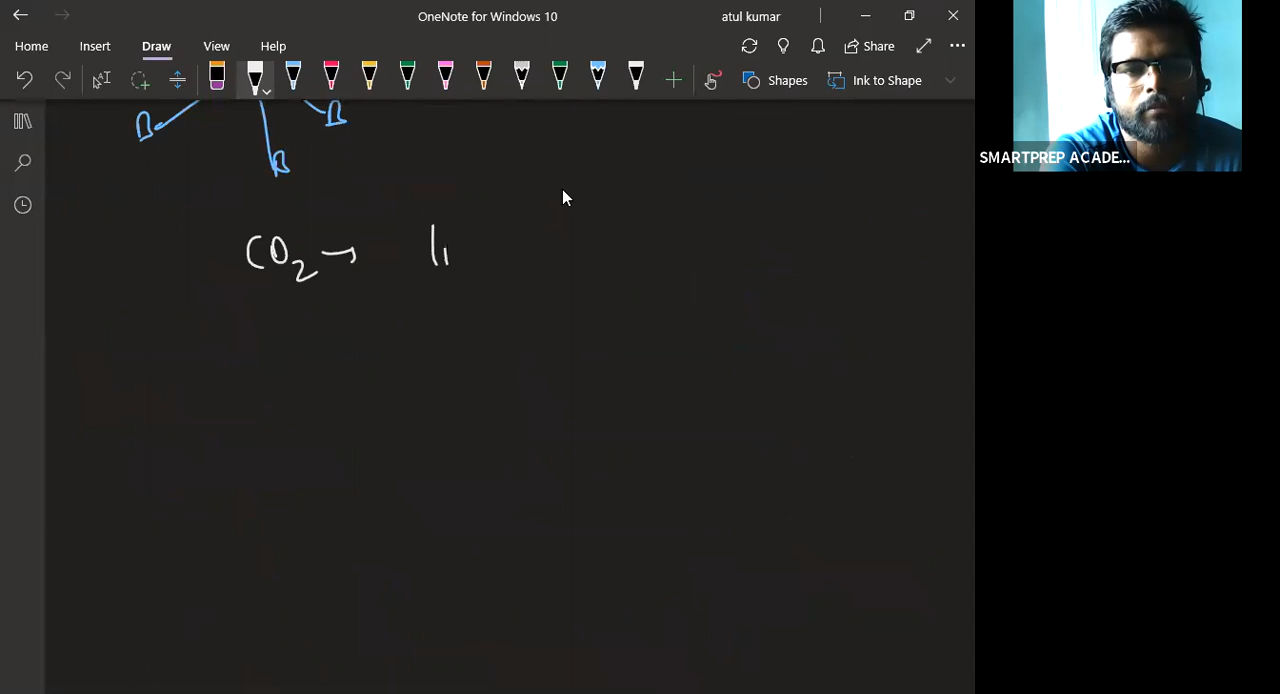 OneNote for Windows 10
atul kumar
Home Insert Draw View Help
Share
Shapes
Ink to Shape
SMARTPREP ACADE...
B B
B
CO2 → li